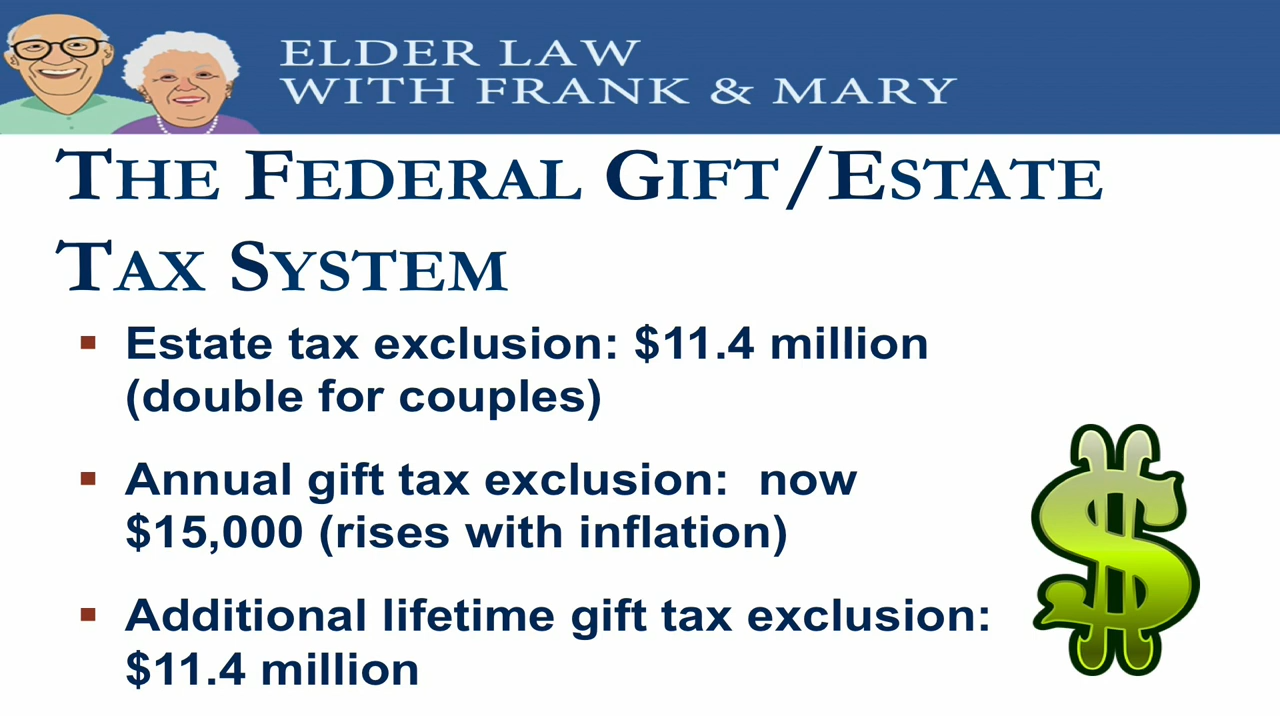 ELDER LAW
WITH FRANK & MARY
THE FEDERAL GIFT/ESTATE
TAX SYSTEM
▪ Estate tax exclusion: $11.4 million
(double for couples)
▪ Annual gift tax exclusion: now
$15,000 (rises with inflation)
▪ Additional lifetime gift tax exclusion:
$11.4 million